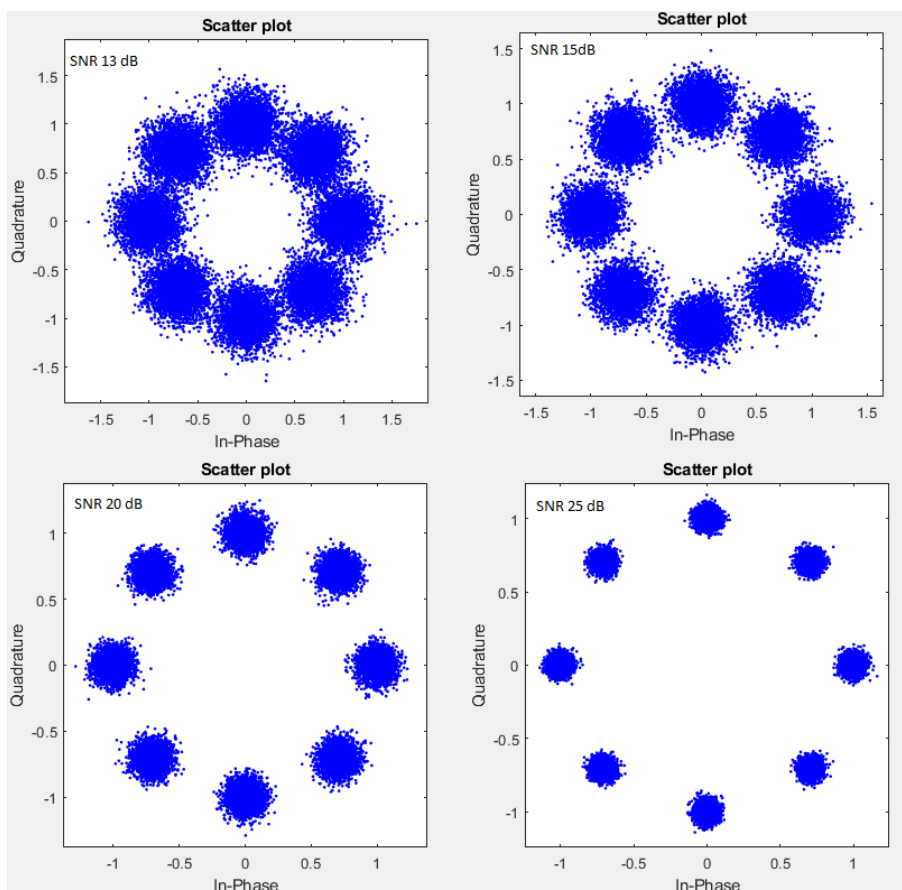 Scatter plot
SNR 13 dB
1.5
1
0.5
0
-0.5
-1
-1.5
Quadrature
-1.5 -1 -0.5 0 0.5 1 1.5
In-Phase
Scatter plot
SNR 15dB
1.5
1
0.5
0
-0.5
-1
-1.5
Quadrature
-1.5 -1 -0.5 0 0.5 1 1.5
In-Phase
Scatter plot
SNR 20 dB
1
0.5
0
-0.5
-1
Quadrature
-1 -0.5 0 0.5 1
In-Phase
Scatter plot
SNR 25 dB
1
0.5
0
-0.5
-1
Quadrature
-1 -0.5 0 0.5 1
In-Phase